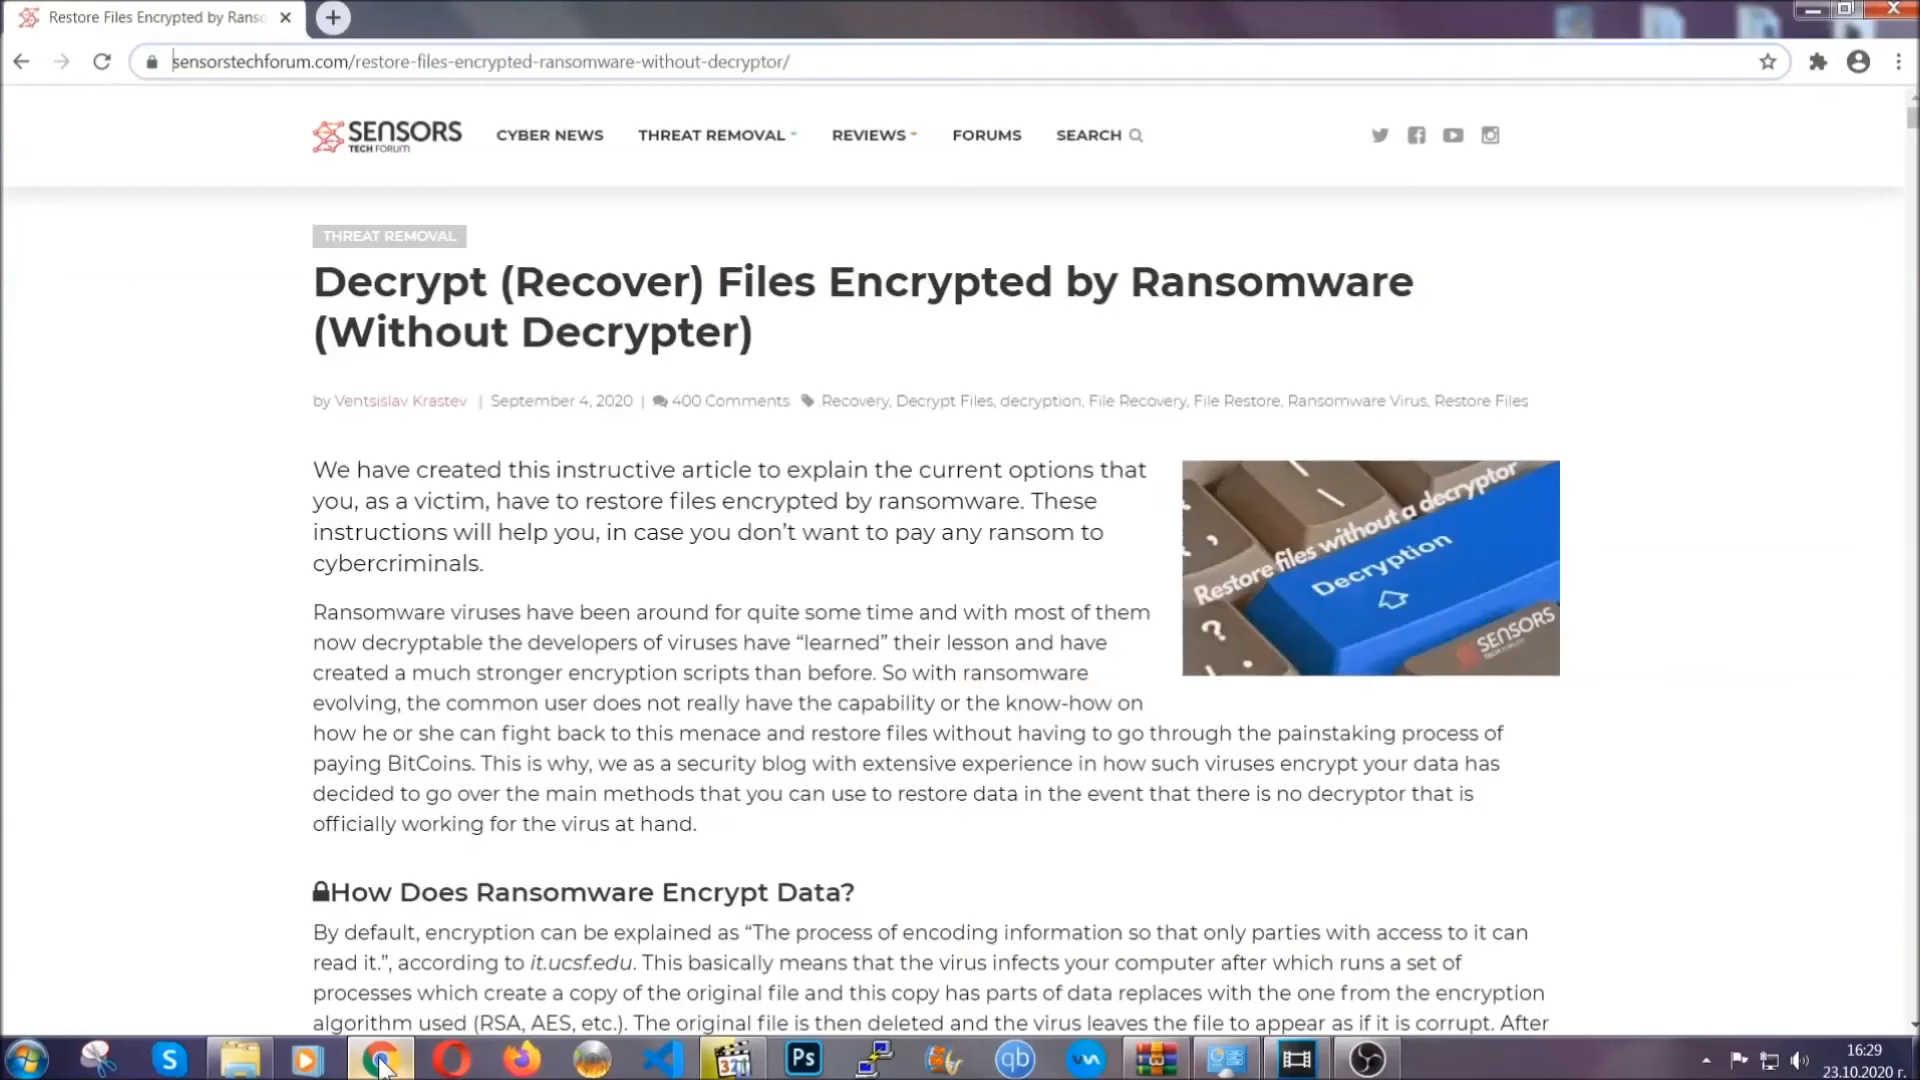 Restore Files Encrypted by Ranso
sensorstechforum.com/restore-files-encrypted-ransomware-without-decryptor/
SENSORS
TECH FORUM
CYBER NEWS THREAT REMOVAL REVIEWS FORUMS SEARCH
THREAT REMOVAL
Decrypt (Recover) Files Encrypted by Ransomware
(Without Decrypter)
by Ventsislav Krastev | September 4, 2020 | 400 Comments .Recovery, Decrypt Files, decryption, File Recovery, File Restore, Ransomware Virus, Restore Files
We have created this instructive article to explain the current options that
you, as a victim, have to restore files encrypted by ransomware. These
instructions will help you, in case you don’t want to pay any ransom to
cybercriminals.
Restore files without a decryptor
Decryption
SENSORS
TECH FORUM
Ransomware viruses have been around for quite some time and with most of them
now decryptable the developers of viruses have “learned” their lesson and have
created a much stronger encryption scripts than before. So with ransomware
evolving, the common user does not really have the capability or the know-how on
how he or she can fight back to this menace and restore files without having to go through the painstaking process of
paying BitCoins. This is why, we as a security blog with extensive experience in how such viruses encrypt your data has
decided to go over the main methods that you can use to restore data in the event that there is no decryptor that is
officially working for the virus at hand.
How Does Ransomware Encrypt Data?
By default, encryption can be explained as “The process of encoding information so that only parties with access to it can
read it.”, according to it.ucsf.edu. This basically means that the virus infects your computer after which runs a set of
processes which create a copy of the original file and this copy has parts of data replaces with the one from the encryption
algorithm used (RSA, AES, etc.). The original file is then deleted and the virus leaves the file to appear as if it is corrupt. After
S
321
Ps
qb
16:29
23.10.2020 г.